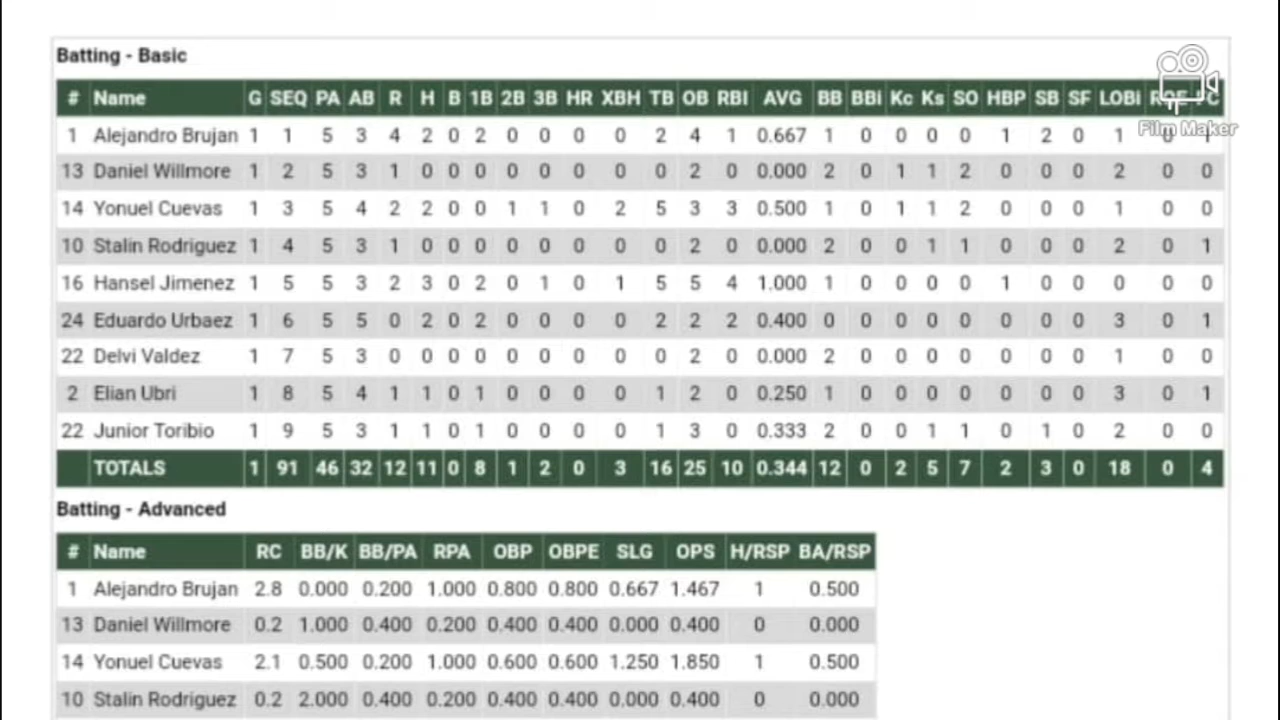 Batting - Basic
# Name G SEQ PA AB R H B 1B 2B 3B HR XBH TB OB RBI AVG BB BBi Kc Ks SO HBP SB SF LOBi
1 Alejandro Brujan 1 1 5 3 4 2 0 2 0 0 0 0 2 4 1 0.667 1 0 0 0 0 1 2 0 1 0
13 Daniel Willmore 1 2 5 3 1 0 0 0 0 0 0 0 0 2 0 0.000 2 0 1 1 2 0 0 0 2 0 0
14 Yonuel Cuevas 1 3 5 4 2 2 0 0 1 1 0 2 5 3 3 0.500 1 0 1 1 2 0 0 0 1 0 0
10 Stalin Rodriguez 1 4 5 3 1 0 0 0 0 0 0 0 0 2 0 0.000 2 0 0 1 1 0 0 0 2 0 1
16 Hansel Jimenez 1 5 5 3 2 3 0 2 0 1 0 1 5 5 4 1.000 1 0 0 0 0 1 0 0 0 0 0
24 Eduardo Urbaez 1 6 5 5 0 2 0 2 0 0 0 0 2 2 2 0.400 0 0 0 0 0 0 0 0 3 0 1
22 Delvi Valdez 1 7 5 3 0 0 0 0 0 0 0 0 0 2 0 0.000 2 0 0 0 0 0 0 0 1 0 0
2 Elian Ubri 1 8 5 4 1 1 0 1 0 0 0 0 1 2 0 0.250 1 0 0 0 0 0 0 0 3 0 1
22 Junior Toribio 1 9 5 3 1 1 0 1 0 0 0 0 1 3 0 0.333 2 0 0 1 1 0 1 0 2 0 0
TOTALS 1 91 46 32 12 11 0 8 1 2 0 3 16 25 10 0.344 12 0 2 5 7 2 3 0 18 0 4
Batting - Advanced
# Name RC BB/K BB/PA RPA OBP OBPE SLG OPS H/RSP BA/RSP
1 Alejandro Brujan 2.8 0.000 0.200 1.000 0.800 0.800 0.667 1.467 1 0.500
13 Daniel Willmore 0.2 1.000 0.400 0.200 0.400 0.400 0.000 0.400 0 0.000
14 Yonuel Cuevas 2.1 0.500 0.200 1.000 0.600 0.600 1.250 1.850 1 0.500
10 Stalin Rodriguez 0.2 2.000 0.400 0.200 0.400 0.400 0.000 0.400 0 0.000
Film Maker